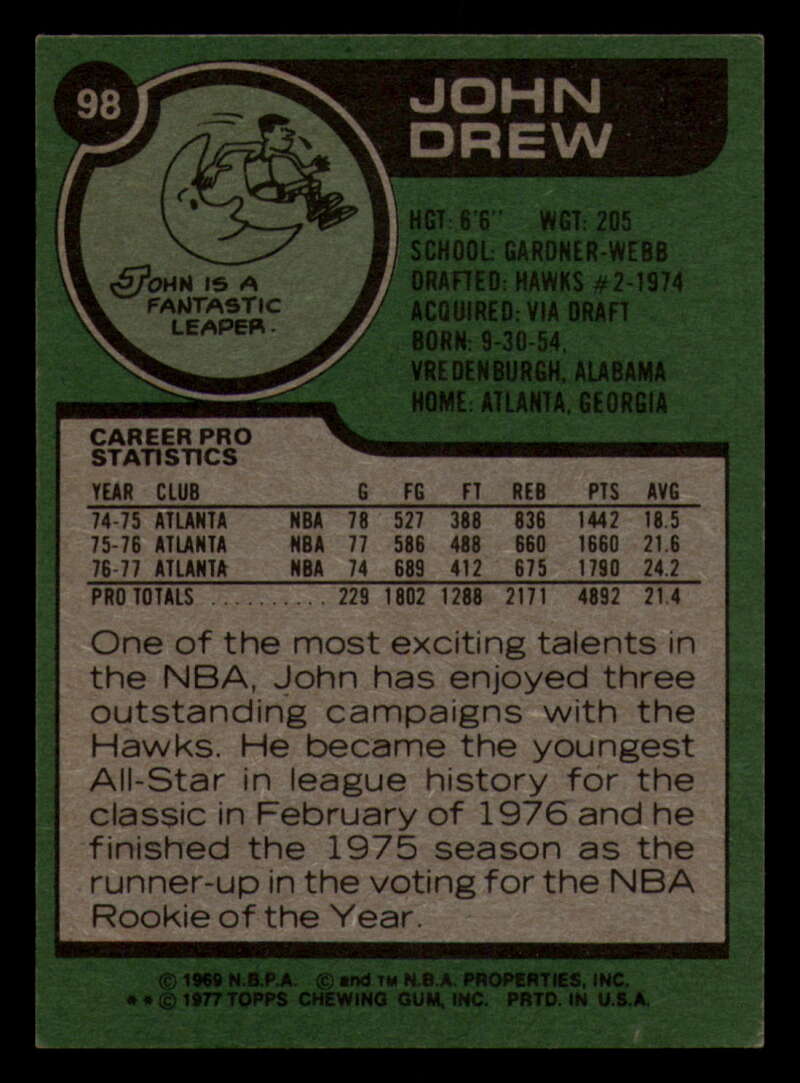 98
JOHN
DREW
JOHN IS A
FANTASTIC
LEAPER.
HGT: 6'6" WGT: 205
SCHOOL: GARDNER-WEBB
DRAFTED: HAWKS #2-1974
ACQUIRED: VIA DRAFT
BORN: 9-30-54,
VREDENBURGH, ALABAMA
HOME: ATLANTA, GEORGIA
CAREER PRO
STATISTICS
YEAR CLUB G FG FT REB PTS AVG
74-75 ATLANTA NBA 78 527 388 836 1442 18.5
75-76 ATLANTA NBA 77 586 488 660 1660 21.6
76-77 ATLANTA NBA 74 689 412 675 1790 24.2
PRO TOTALS ........... 229 1802 1288 2171 4892 21.4
One of the most exciting talents in
the NBA, John has enjoyed three
outstanding campaigns with the
Hawks. He became the youngest
All-Star in league history for the
classic in February of 1976 and he
finished the 1975 season as the
runner-up in the voting for the NBA
Rookie of the Year.
© 1969 N.B.P.A. © and TM N.B.A. PROPERTIES, INC.
** © 1977 TOPPS CHEWING GUM, INC. PRTD. IN U.S.A.